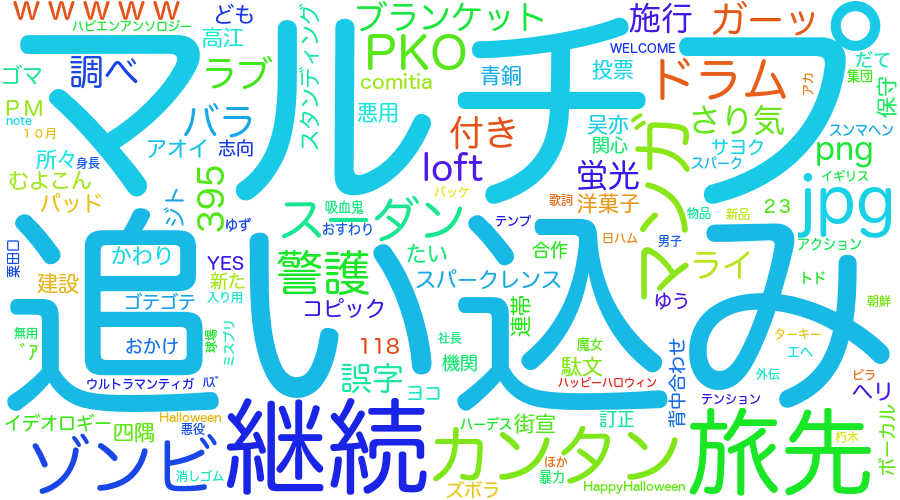 ｗｗｗｗｗ
ハピエンアンソロジー
ども
高江
スタンディング
ブランケット
施行
ガーッ
マルチプ
PKO
WELCOME
ゴマ
調べ
ラブ
comitia
青銅
投票
ドラム
アカ
だて
集団
保守
ＰＭ
note
１０月
バラ
悪用
付き
呉亦
関心
マンガ
さり気
サヨク
スパーク
スンマヘン
png
イギリス
所々
身長
アオイ
志向
loft
パッケ
蛍光
むよこん
パッド
ジト
395
ゆず
吸血鬼
おすわり
スーダン
テンプ
歌詞
洋菓子
日ハム
物品
新品
２３
jpg
男子
アクション
栗田口
追い込み
かわり
YES
新た
入り用
警護
たい
合作
スパークレンス
ライ
トド
建設
ゴテゴテ
コピック
連帯
ゆう
朝鮮
無用
ﾞア
おかけ
球場
ミスプリ
118
社長
機関
魔女
駄文
背中合わせ
ターキー
エへ
外伝
ビラ
ウルトラマンティガ
ﾊﾞｽﾞ
誤字
ヨコ
ハッピーハロウィン
テンション
ヘリ
イデオロギー
四隅
Halloween
悪役
継続
ハーデス
街宣
訂正
旅先
朽木
ボーカル
ゾンビ
消しゴム
カンタン
ズボラ
ほか
暴力
HappyHalloween